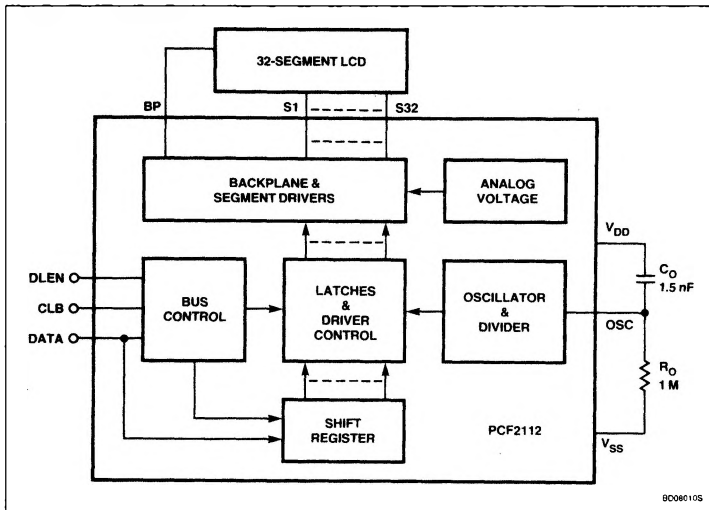 32-SEGMENT LCD
BP
S1
S32
BACKPLANE &
SEGMENT DRIVERS
ANALOG
VOLTAGE
VDD
DLEN
CLB
DATA
BUS
CONTROL
LATCHES
&
DRIVER
CONTROL
OSCILLATOR
&
DIVIDER
CO
1.5 nF
OSC
RO
1 M
SHIFT
REGISTER
PCF2112
VSS
BD08010S